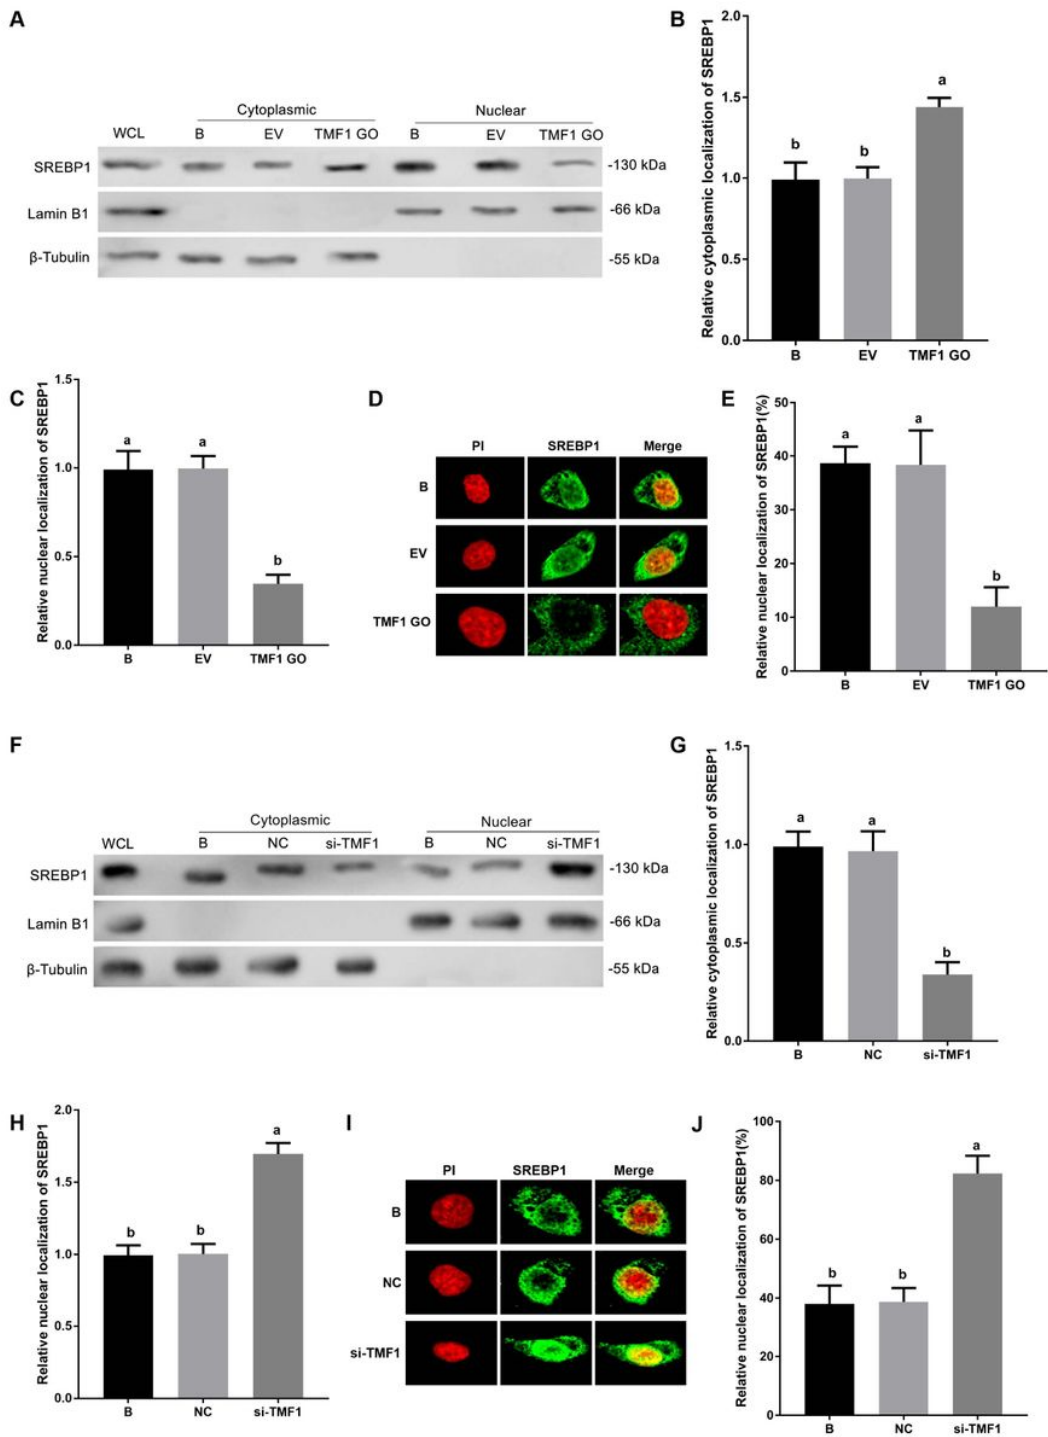 A
Cytoplasmic Nuclear
WCL B EV TMF1 GO B EV TMF1 GO
SREBP1 -130 kDa
Lamin B1 -66 kDa
β-Tubulin -55 kDa
B
Relative cytoplasmic localization of SREBP1
2.0
1.5
1.0
0.5
0.0
b b a
B EV TMF1 GO
C
Relative nuclear localization of SREBP1
1.5
1.0
0.5
0.0
a a b
B EV TMF1 GO
D
PI SREBP1 Merge
B
EV
TMF1 GO
E
Relative nuclear localization of SREBP1(%)
50
40
30
20
10
0
a a b
B EV TMF1 GO
F
Cytoplasmic Nuclear
WCL B NC si-TMF1 B NC si-TMF1
SREBP1 -130 kDa
Lamin B1 -66 kDa
β-Tubulin -55 kDa
G
Relative cytoplasmic localization of SREBP1
1.5
1.0
0.5
0.0
a a b
B NC si-TMF1
H
Relative nuclear localization of SREBP1
2.0
1.5
1.0
0.5
0.0
b b a
B NC si-TMF1
I
PI SREBP1 Merge
B
NC
si-TMF1
J
Relative nuclear localization of SREBP1(%)
100
80
60
40
20
0
b b a
B NC si-TMF1